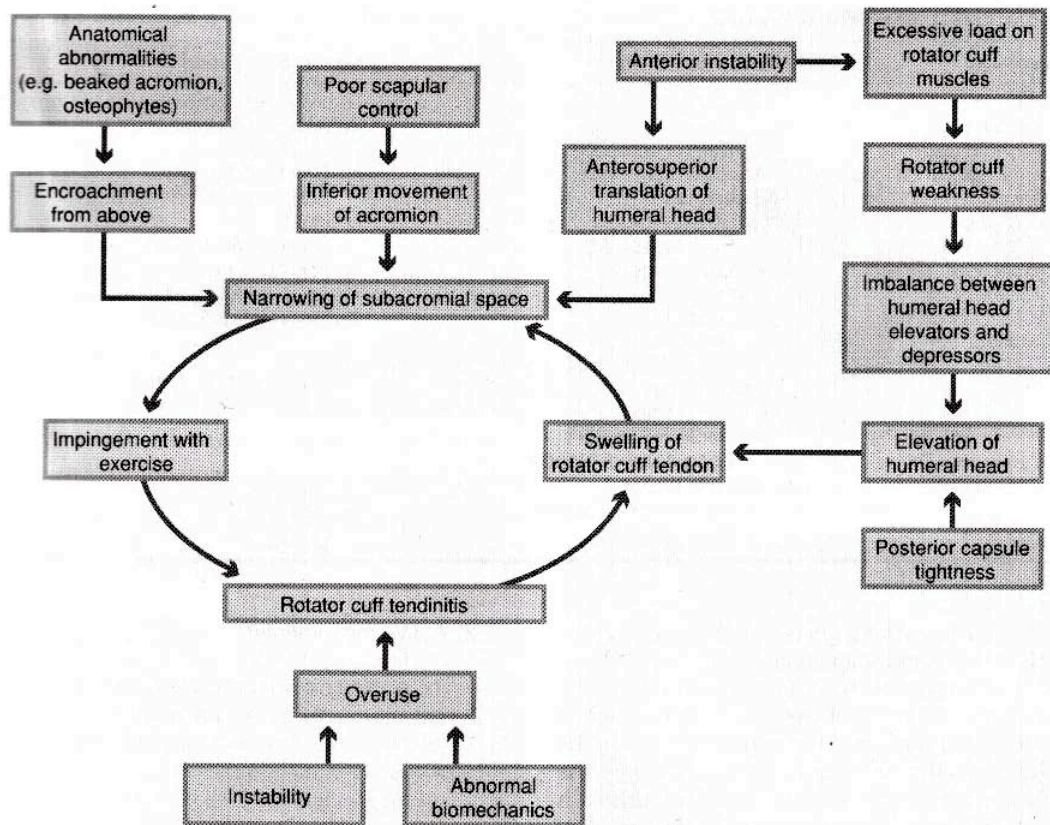 Anatomical
abnormalities
(e.g. beaked acromion,
osteophytes)
Poor scapular
control
Anterior instability
Excessive load on
rotator cuff
muscles
Encroachment
from above
Inferior movement
of acromion
Anterosuperior
translation of
humeral head
Rotator cuff
weakness
Narrowing of subacromial space
Imbalance between
humeral head
elevators and
depressors
Impingement with
exercise
Swelling of
rotator cuff tendon
Elevation of
humeral head
Posterior capsule
tightness
Rotator cuff tendinitis
Overuse
Instability
Abnormal
biomechanics